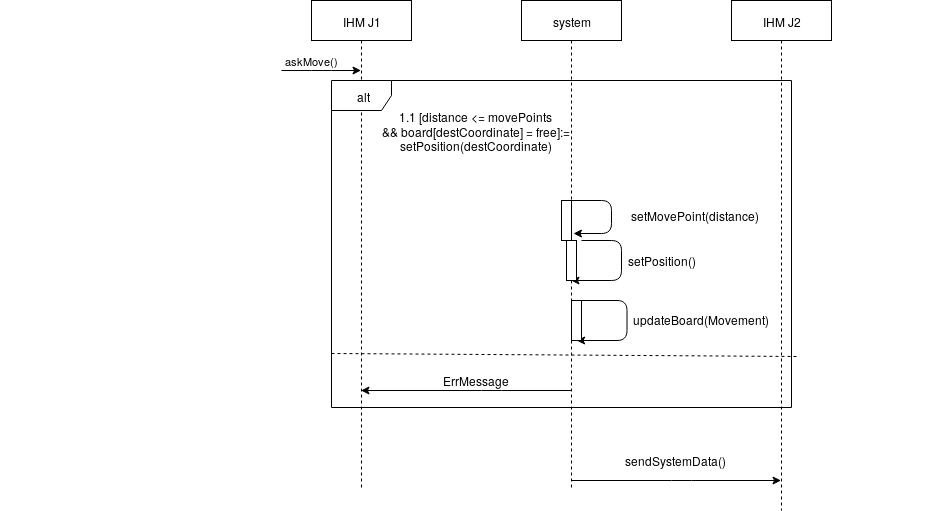 IHM J1
system
IHM J2
askMove()
alt
1.1 [distance <= movePoints
&& board[destCoordinate] = free]:=
setPosition(destCoordinate)
setMovePoint(distance)
setPosition()
updateBoard(Movement)
ErrMessage
sendSystemData()